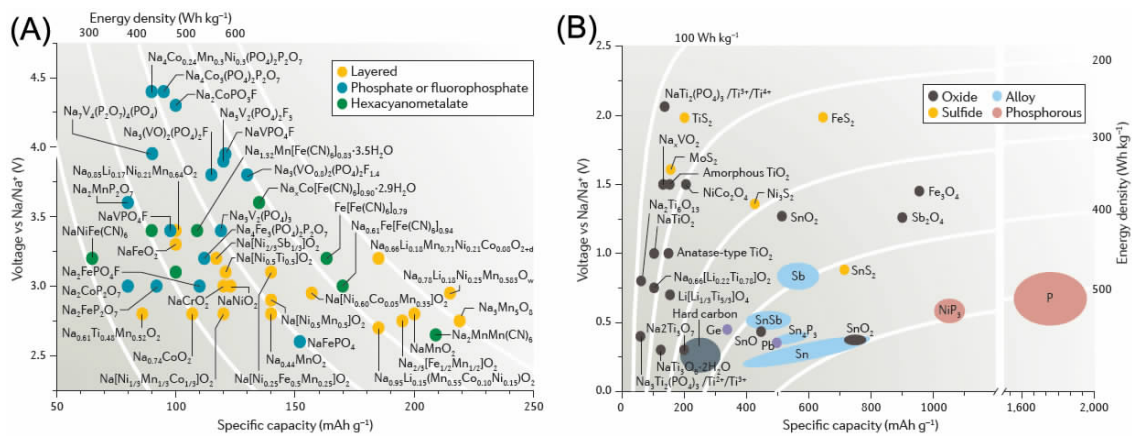 (A)
Energy density (Wh kg⁻¹)
300 400 500 600
4.5
4.0
3.5
3.0
2.5
Voltage vs Na/Na⁺ (V)
50 100 150 200 250
Specific capacity (mAh g⁻¹)
Layered
Phosphate or fluorophosphate
Hexacyanometalate
Na₄Co₀.₂₄Mn₀.₃Ni₀.₃(PO₄)₂P₂O₇
Na₄Co₃(PO₄)₂P₂O₇
Na₂CoPO₃F
Na₇V₄(P₂O₇)₄(PO₄)
Na₃V₂(PO₄)₂F₃
Na₃(VO)₂(PO₄)₂F
NaVPO₄F
Na₁.₃₂Mn[Fe(CN)₆]₀.₈₃·3.5H₂O
Na₀.₈₅Li₀.₁₇Ni₀.₂₁Mn₀.₆₄O₂
Na₃(VO₀.₈)₂(PO₄)₂F₁.₄
Na₂MnP₂O₇
NaₓCo[Fe(CN)₆]₀.₉₀·2.9H₂O
NaVPO₄F
Na₃V₂(PO₄)₃
Fe[Fe(CN)₆]₀.₇₉
NaNiFe(CN)₆
Na₄Fe₃(PO₄)₂P₂O₇
Na₀.₆₁Fe[Fe(CN)₆]₀.₉₄
NaFeO₂
Na[Ni₂/₃Sb₁/₃]O₂
Na₀.₆₆Li₀.₁₈Mn₀.₇₁Ni₀.₂₁Co₀.₀₈O₂₊d
Na[Ni₀.₅Ti₀.₅]O₂
Na₂FePO₄F
Na₀.₇₈Li₀.₁₈Ni₀.₂₅Mn₀.₅₈₃Ow
Na₂CoP₂O₇
NaCrO₂
NaNiO₂
Na[Ni₀.₆₀Co₀.₀₅Mn₀.₃₅]O₂
Na₃Mn₅O₈
Na₂FeP₂O₇
Na[Ni₀.₅Mn₀.₅]O₂
Na₂MnMn(CN)₆
Na₀.₆₁Ti₀.₄₈Mn₀.₅₂O₂
NaFePO₄
NaMnO₂
Na₀.₇₄CoO₂
Na₀.₄₄MnO₂
Na₂/₃[Fe₁/₂Mn₁/₂]O₂
Na[Ni₁/₃Mn₁/₃Co₁/₃]O₂
Na[Ni₀.₂₅Fe₀.₅Mn₀.₂₅]O₂
Na₀.₉₅Li₀.₁₅(Mn₀.₅₅Co₀.₁₀Ni₀.₁₅)O₂
(B)
100 Wh kg⁻¹
2.5
2.0
1.5
1.0
0.5
0.0
Voltage vs Na/Na⁺ (V)
0 200 400 600 800 1000 1,600 1,800 2000
Specific capacity (mAh g⁻¹)
200
300
400
500
Energy density (Wh kg⁻¹)
Oxide
Alloy
Sulfide
Phosphorous
NaTi₂(PO₄)₃/Ti³⁺/Ti⁴⁺
TiS₂
FeS₂
NaₓVO₂
MoS₂
Amorphous TiO₂
NiCo₂O₄
Ni₃S₂
Fe₃O₄
Na₂Ti₆O₁₃
SnO₂
Sb₂O₄
NaTiO₂
Anatase-type TiO₂
Na₀.₆₆[Li₀.₂₂Ti₀.₇₈]O₂
Sb
SnS₂
Li[Li₁/₃Ti₅/₃]O₄
Hard carbon
SnSb
NiP₃
P
Na2Ti₃O₇
Ge
SnO
Sn₄P₃
SnO₂
Pb
Sn
NaTi₃O₆·2H₂O
Na₃Ti₂(PO₄)₃/Ti²⁺/Ti³⁺